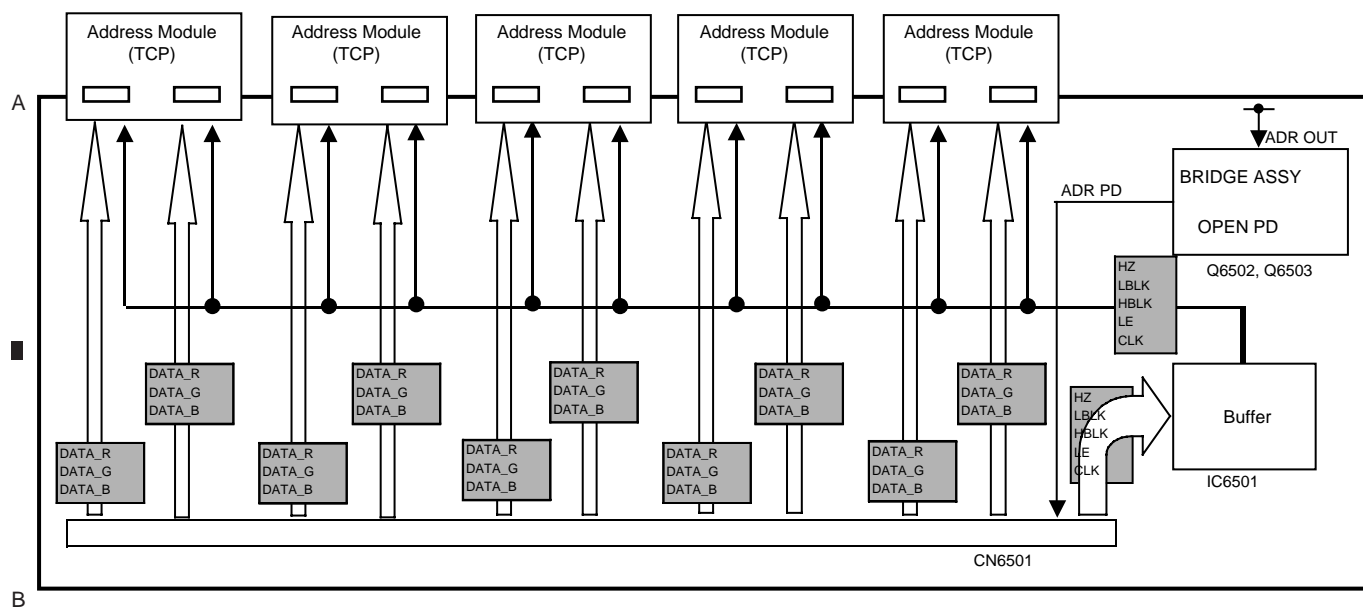 Address Module
(TCP)
Address Module
(TCP)
Address Module
(TCP)
Address Module
(TCP)
Address Module
(TCP)
A
ADR OUT
BRIDGE ASSY
OPEN PD
ADR PD
Q6502, Q6503
HZ
LBLK
HBLK
LE
CLK
DATA_R
DATA_G
DATA_B
DATA_R
DATA_G
DATA_B
DATA_R
DATA_G
DATA_B
DATA_R
DATA_G
DATA_B
DATA_R
DATA_G
DATA_B
HZ
LBLK
HBLK
LE
CLK
Buffer
IC6501
DATA_R
DATA_G
DATA_B
DATA_R
DATA_G
DATA_B
DATA_R
DATA_G
DATA_B
DATA_R
DATA_G
DATA_B
DATA_R
DATA_G
DATA_B
CN6501
B